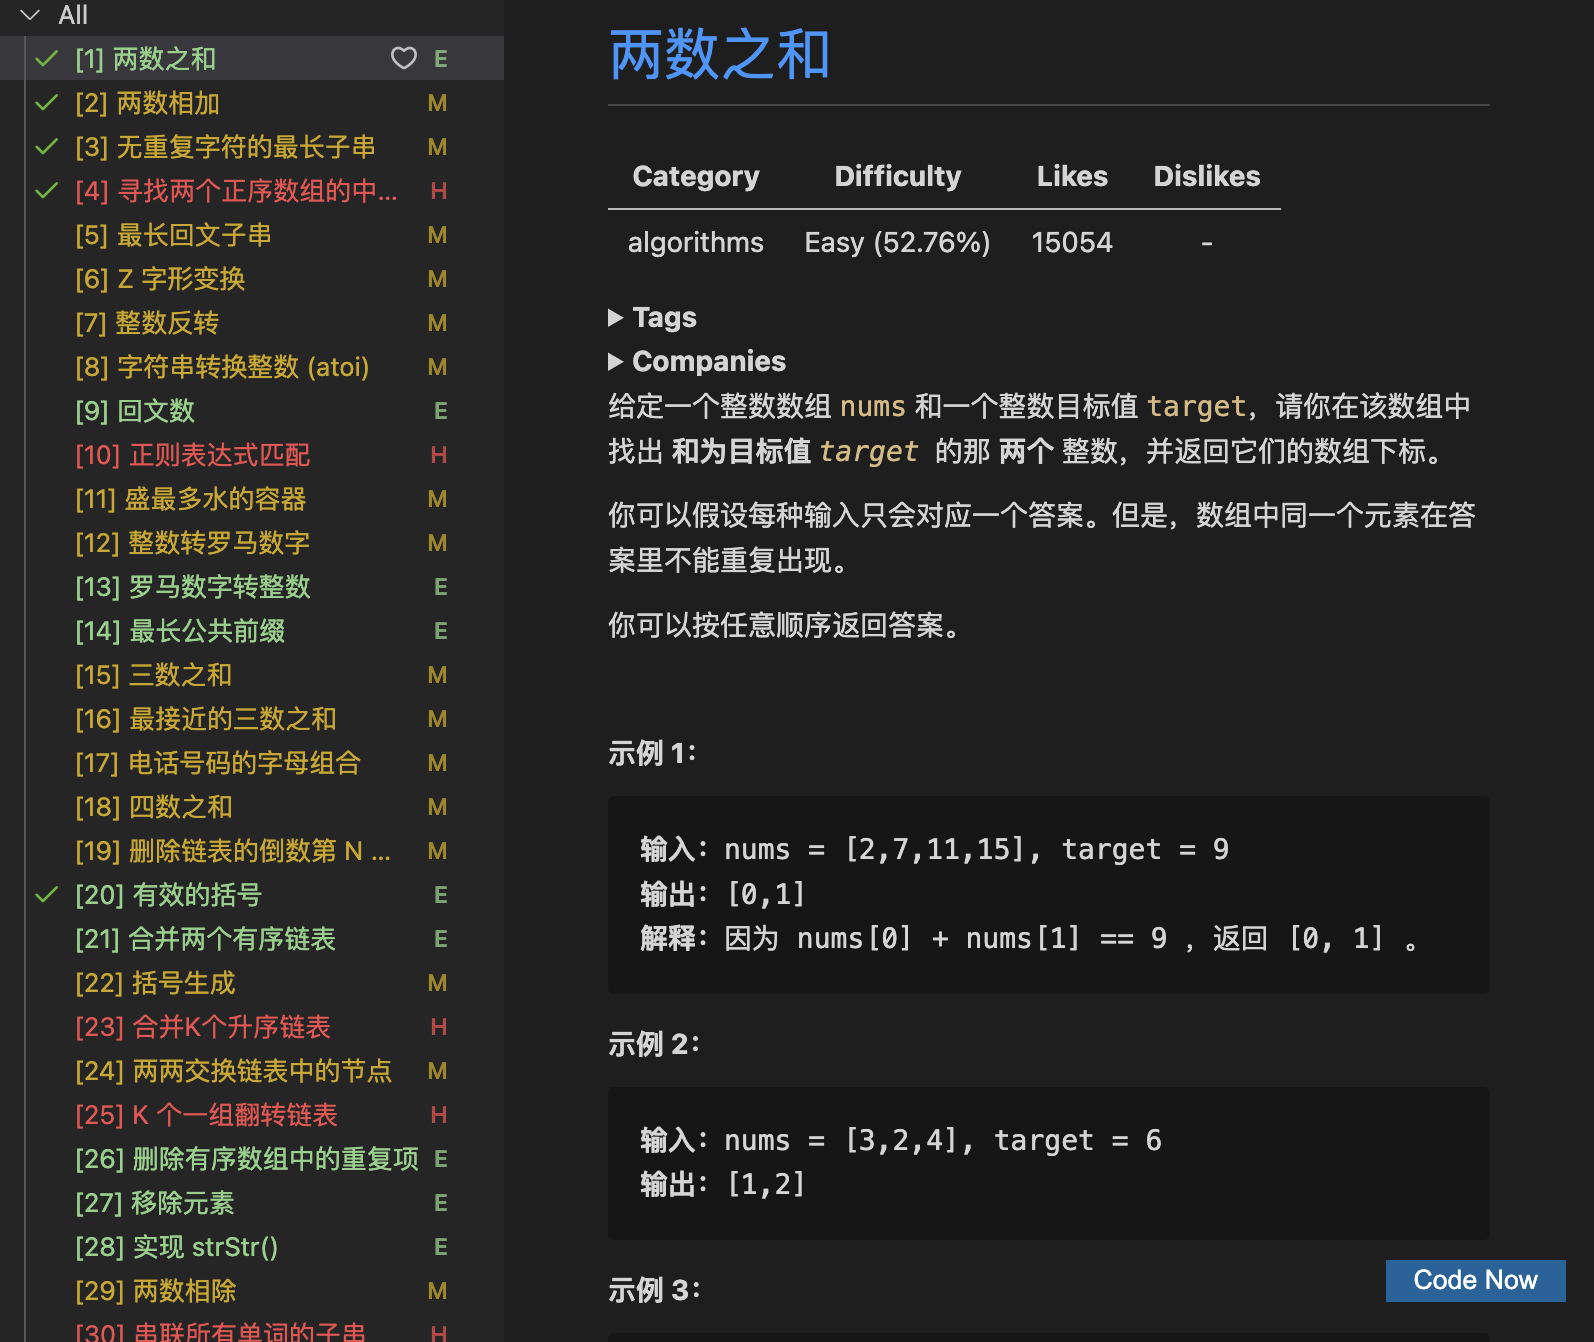 All
[1] 两数之和 E
[2] 两数相加 M
[3] 无重复字符的最长子串 M
[4] 寻找两个正序数组的中... H
[5] 最长回文子串 M
[6] Z 字形变换 M
[7] 整数反转 M
[8] 字符串转换整数 (atoi) M
[9] 回文数 E
[10] 正则表达式匹配 H
[11] 盛最多水的容器 M
[12] 整数转罗马数字 M
[13] 罗马数字转整数 E
[14] 最长公共前缀 E
[15] 三数之和 M
[16] 最接近的三数之和 M
[17] 电话号码的字母组合 M
[18] 四数之和 M
[19] 删除链表的倒数第 N ... M
[20] 有效的括号 E
[21] 合并两个有序链表 E
[22] 括号生成 M
[23] 合并K个升序链表 H
[24] 两两交换链表中的节点 M
[25] K 个一组翻转链表 H
[26] 删除有序数组中的重复项 E
[27] 移除元素 E
[28] 实现 strStr() E
[29] 两数相除 M
[30] 串联所有单词的子串 H
两数之和
Category Difficulty Likes Dislikes
algorithms Easy (52.76%) 15054 -
Tags
Companies
给定一个整数数组 nums 和一个整数目标值 target，请你在该数组中
找出 和为目标值 target 的那 两个 整数，并返回它们的数组下标。
你可以假设每种输入只会对应一个答案。但是，数组中同一个元素在答
案里不能重复出现。
你可以按任意顺序返回答案。
示例 1：
输入：nums = [2,7,11,15], target = 9
输出：[0,1]
解释：因为 nums[0] + nums[1] == 9 ，返回 [0, 1] 。
示例 2：
输入：nums = [3,2,4], target = 6
输出：[1,2]
示例 3：
Code Now